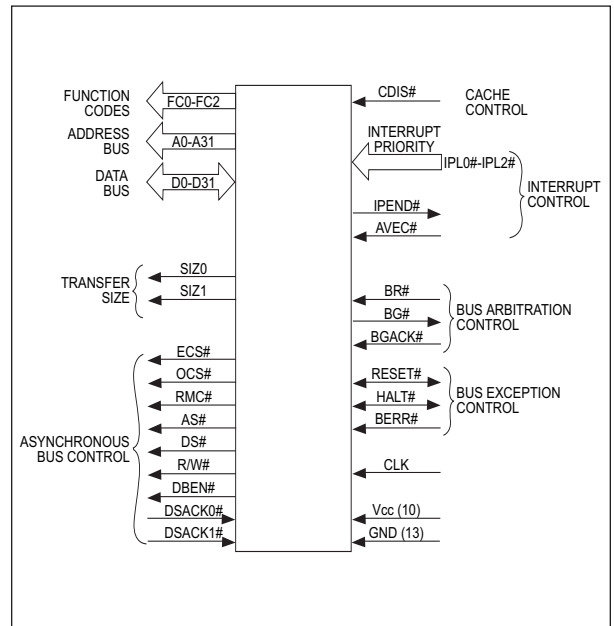 FUNCTION
CODES
FC0-FC2
ADDRESS
BUS
A0-A31
DATA
BUS
D0-D31
TRANSFER
SIZE
SIZ0
SIZ1
ASYNCHRONOUS
BUS CONTROL
ECS#
OCS#
RMC#
AS#
DS#
R/W#
DBEN#
DSACK0#
DSACK1#
CDIS#
CACHE
CONTROL
INTERRUPT
PRIORITY
IPL0#-IPL2#
IPEND#
AVEC#
INTERRUPT
CONTROL
BR#
BG#
BGACK#
BUS ARBITRATION
CONTROL
RESET#
HALT#
BERR#
BUS EXCEPTION
CONTROL
CLK
Vcc (10)
GND (13)